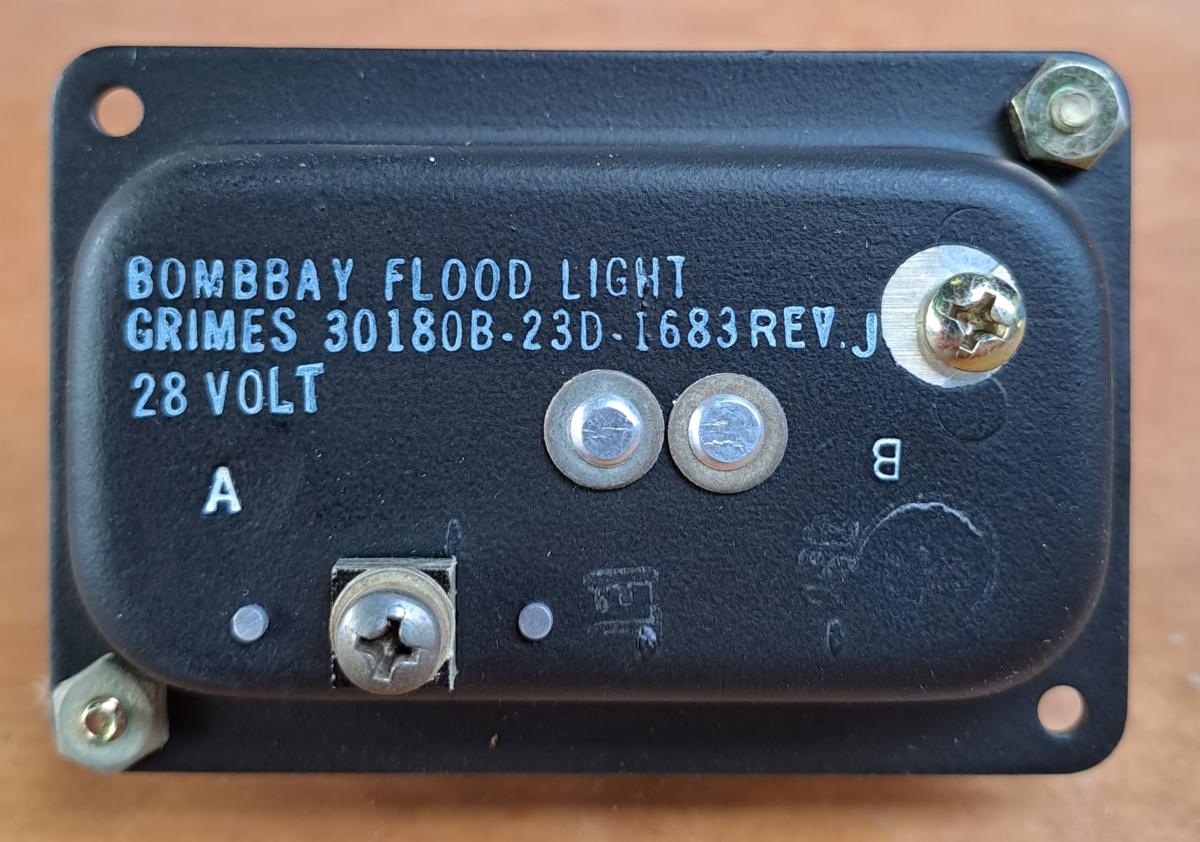 BOMBBAY FLOOD LIGHT
GRIMES 30180B-23D-1683 REV. J
28 VOLT
A
B